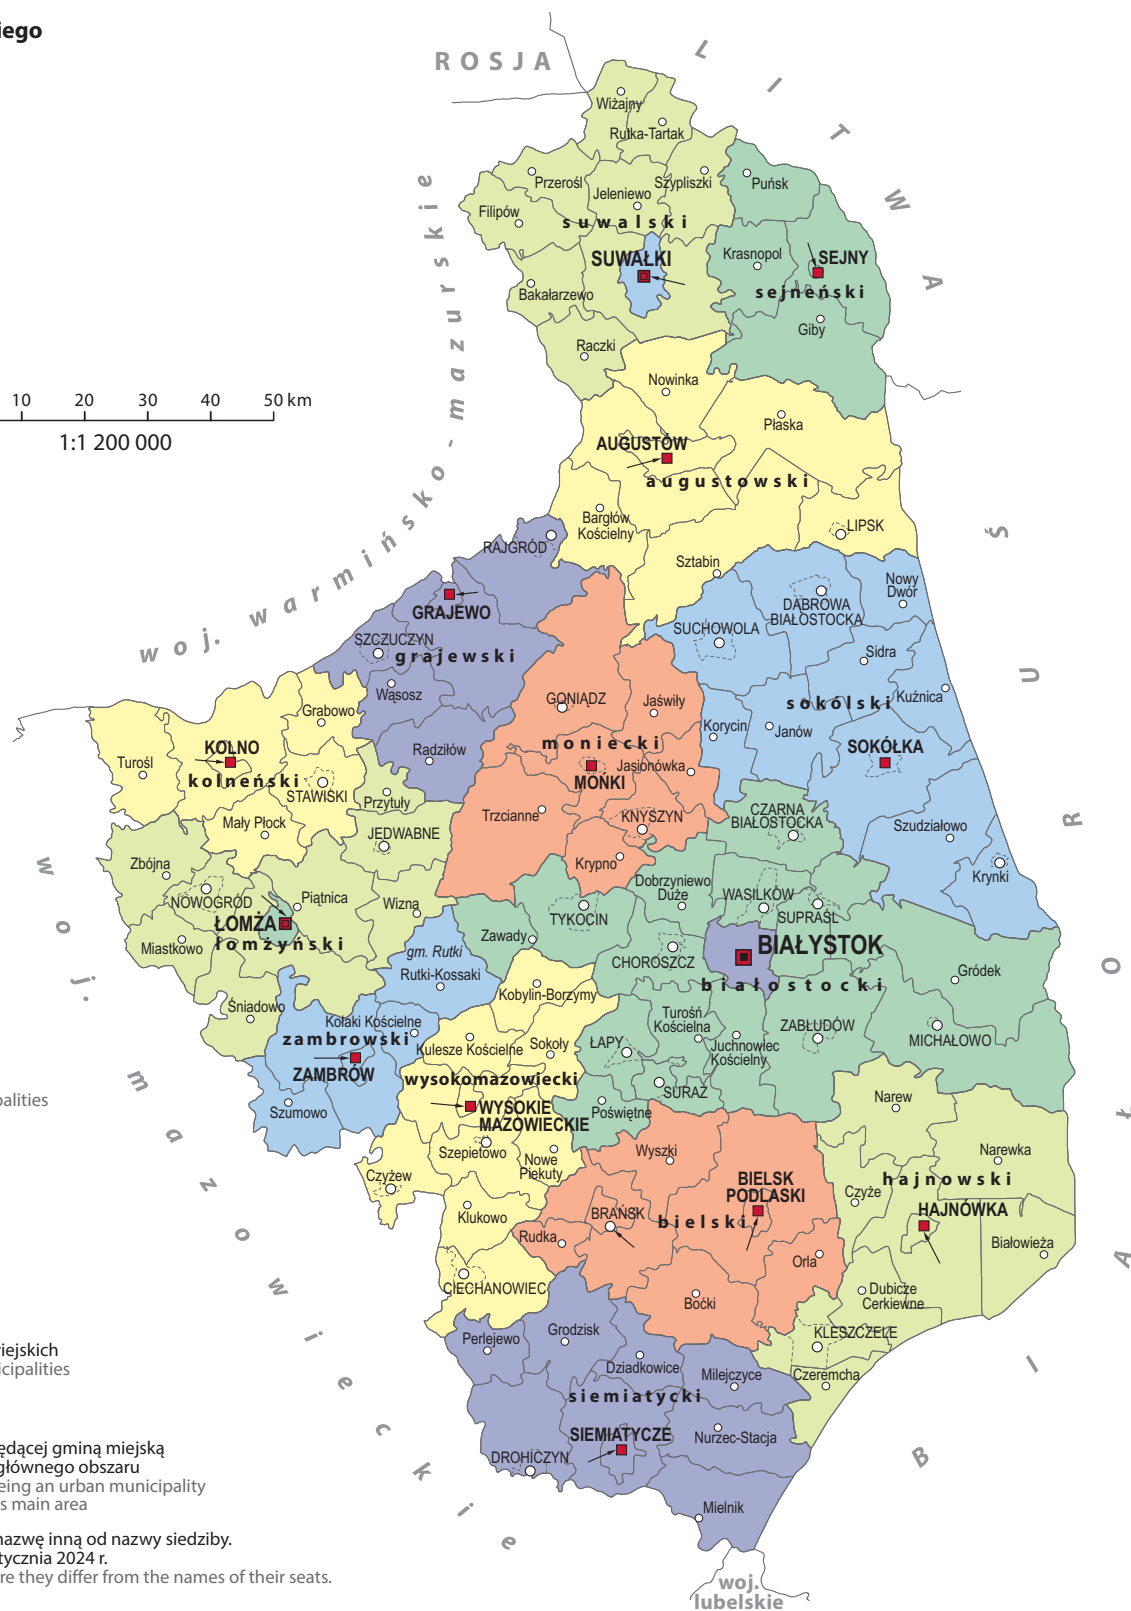 iego
ROSJA
LITWA
Wiżajny
Rutka-Tartak
Przerośl
Jeleniewo
Szypliszki
Puńsk
Filipów
suwalski
SUWAŁKI
Krasnopol
SEJNY
sejneński
Bakałarzewo
Giby
Raczki
woj. warmińsko-mazurskie
10 20 30 40 50 km
1:1 200 000
Nowinka
Płaska
AUGUSTÓW
augustowski
Bargłów
Kościelny
LIPSK
Sztabin
RAJGRÓD
GRAJEWO
SZCZUCZYN
grajewski
Wąsosz
Radziłów
Nowy
Dwór
DĄBROWA
BIAŁOSTOCKA
SUCHOWOLA
Sidra
Kuźnica
sokólski
Korycin
Janów
SOKÓŁKA
Szudziałowo
Krynki
GONIĄDZ
Jaświły
moniecki
MOŃKI
Jasionówka
Trzcianne
KNYSZYN
Krypno
Grabowo
KOLNO
Turośl
kolneński
STAWISKI
Mały Płock
Przytuły
JEDWABNE
Zbójna
NOWOGRÓD
Piątnica
Wizna
ŁOMŻA
łomżyński
Miastkowo
Śniadowo
CZARNA
BIAŁOSTOCKA
Dobrzyniewo
Duże
WASILKÓW
SUPRAŚL
TYKOCIN
Zawady
CHOROSZCZ
BIAŁYSTOK
białostocki
Gródek
Turośń
Kościelna
ZABŁUDÓW
MICHAŁOWO
ŁAPY
Juchnowiec
Kościelny
SURAŻ
Poświętne
gm. Rutki
Rutki-Kossaki
Kołaki Kościelne
zambrowski
ZAMBRÓW
Szumowo
Kobylin-Borzymy
Kulesze Kościelne
Sokoły
wysokomazowiecki
WYSOKIE
MAZOWIECKIE
Szepietowo
Nowe
Piekuty
Czyżew
Klukowo
CIECHANOWIEC
Wyszki
BIELSK
PODLASKI
BRAŃSK
bielski
Rudka
Orla
Boćki
Narew
Narewka
hajnowski
Czyże
HAJNÓWKA
Białowieża
Dubicze
Cerkiewne
KLESZCZELE
Czeremcha
Perlejewo
Grodzisk
Dziadkowice
Milejczyce
siemiatycki
SIEMIATYCZE
Nurzec-Stacja
DROHICZYN
Mielnik
woj. mazowieckie
BIAŁORUŚ
woj.
lubelskie
palities
iejskich
cipalities
ędącej gminą miejską
głównego obszaru
eing an urban municipality
s main area
nazwę inną od nazwy siedziby.
tycznia 2024 r.
re they differ from the names of their seats.